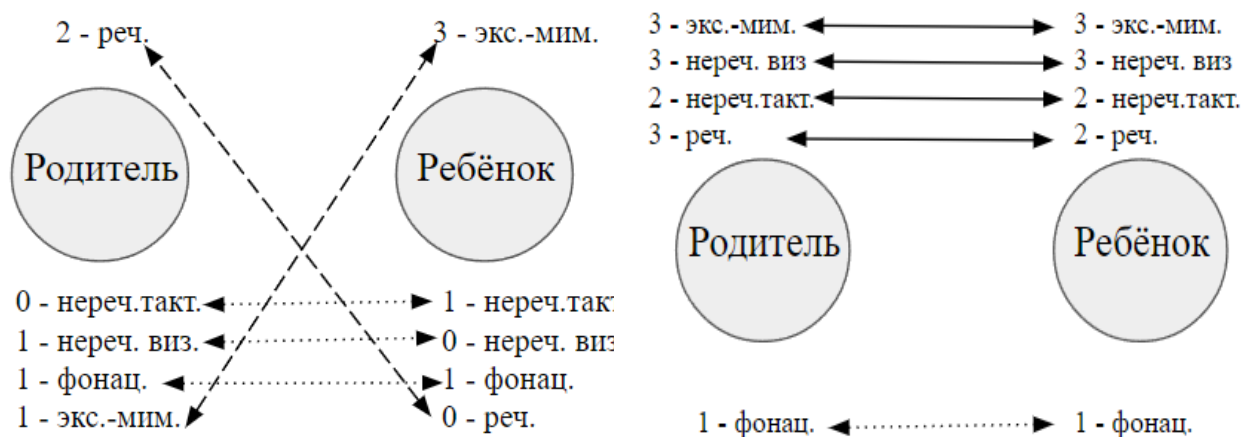 2 - реч.
3 - экс.-мим.
Родитель
Ребёнок
0 - нереч.такт.
1 - нереч.так
1 - нереч. виз.
0 - нереч. виз
1 - фонац.
1 - фонац.
1 - экс.-мим.
0 - реч.
3 - экс.-мим.
3 - экс.-мим.
3 - нереч. виз
3 - нереч. виз
2 - нереч.такт.
2 - нереч.такт.
3 - реч.
2 - реч.
Родитель
Ребёнок
1 - фонац.
1 - фонац.